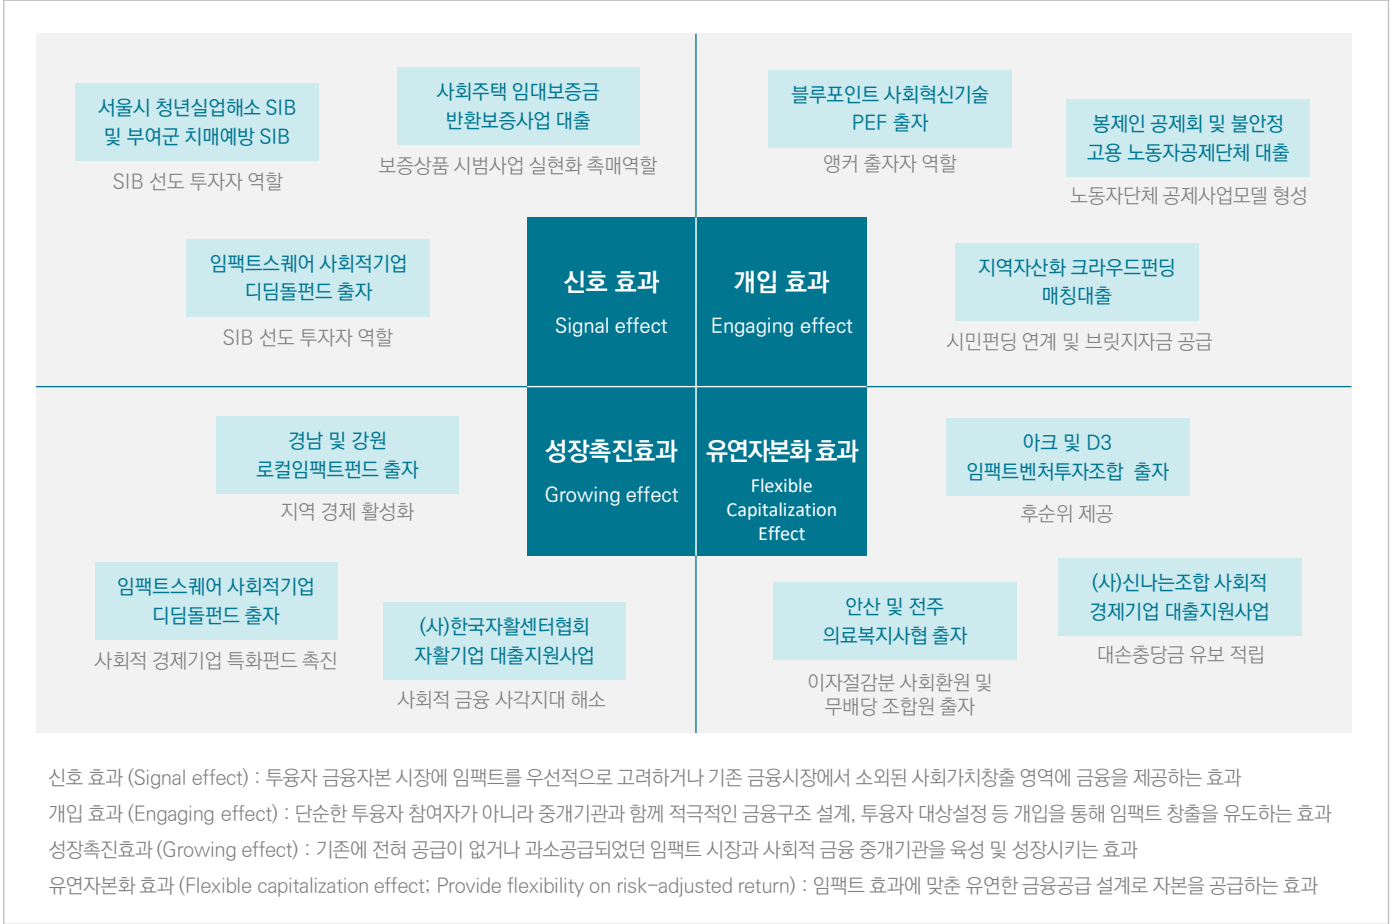 서울시 청년실업해소 SIB
및 부여군 치매예방 SIB
SIB 선도 투자자 역할
사회주택 임대보증금
반환보증사업 대출
보증상품 시범사업 실현화 촉매역할
임팩트스퀘어 사회적기업
디딤돌펀드 출자
SIB 선도 투자자 역할
신호 효과
Signal effect
블루포인트 사회혁신기술
PEF 출자
앵커 출자자 역할
봉제인 공제회 및 불안정
고용 노동자공제단체 대출
노동자단체 공제사업모델 형성
개입 효과
Engaging effect
지역자산화 크라우드펀딩
매칭대출
시민펀딩 연계 및 브릿지자금 공급
경남 및 강원
로컬임팩트펀드 출자
지역 경제 활성화
성장촉진효과
Growing effect
임팩트스퀘어 사회적기업
디딤돌펀드 출자
사회적 경제기업 특화펀드 촉진
(사)한국자활센터협회
자활기업 대출지원사업
사회적 금융 사각지대 해소
유연자본화 효과
Flexible
Capitalization
Effect
아크 및 D3
임팩트벤처투자조합 출자
후순위 제공
안산 및 전주
의료복지사협 출자
이자절감분 사회환원 및
무배당 조합원 출자
(사)신나는조합 사회적
경제기업 대출지원사업
대손충당금 유보 적립
신호 효과 (Signal effect) : 투융자 금융자본 시장에 임팩트를 우선적으로 고려하거나 기존 금융시장에서 소외된 사회가치창출 영역에 금융을 제공하는 효과
개입 효과 (Engaging effect) : 단순한 투융자 참여자가 아니라 중개기관과 함께 적극적인 금융구조 설계, 투융자 대상설정 등 개입을 통해 임팩트 창출을 유도하는 효과
성장촉진효과 (Growing effect) : 기존에 전혀 공급이 없거나 과소공급되었던 임팩트 시장과 사회적 금융 중개기관을 육성 및 성장시키는 효과
유연자본화 효과 (Flexible capitalization effect; Provide flexibility on risk-adjusted return) : 임팩트 효과에 맞춘 유연한 금융공급 설계로 자본을 공급하는 효과